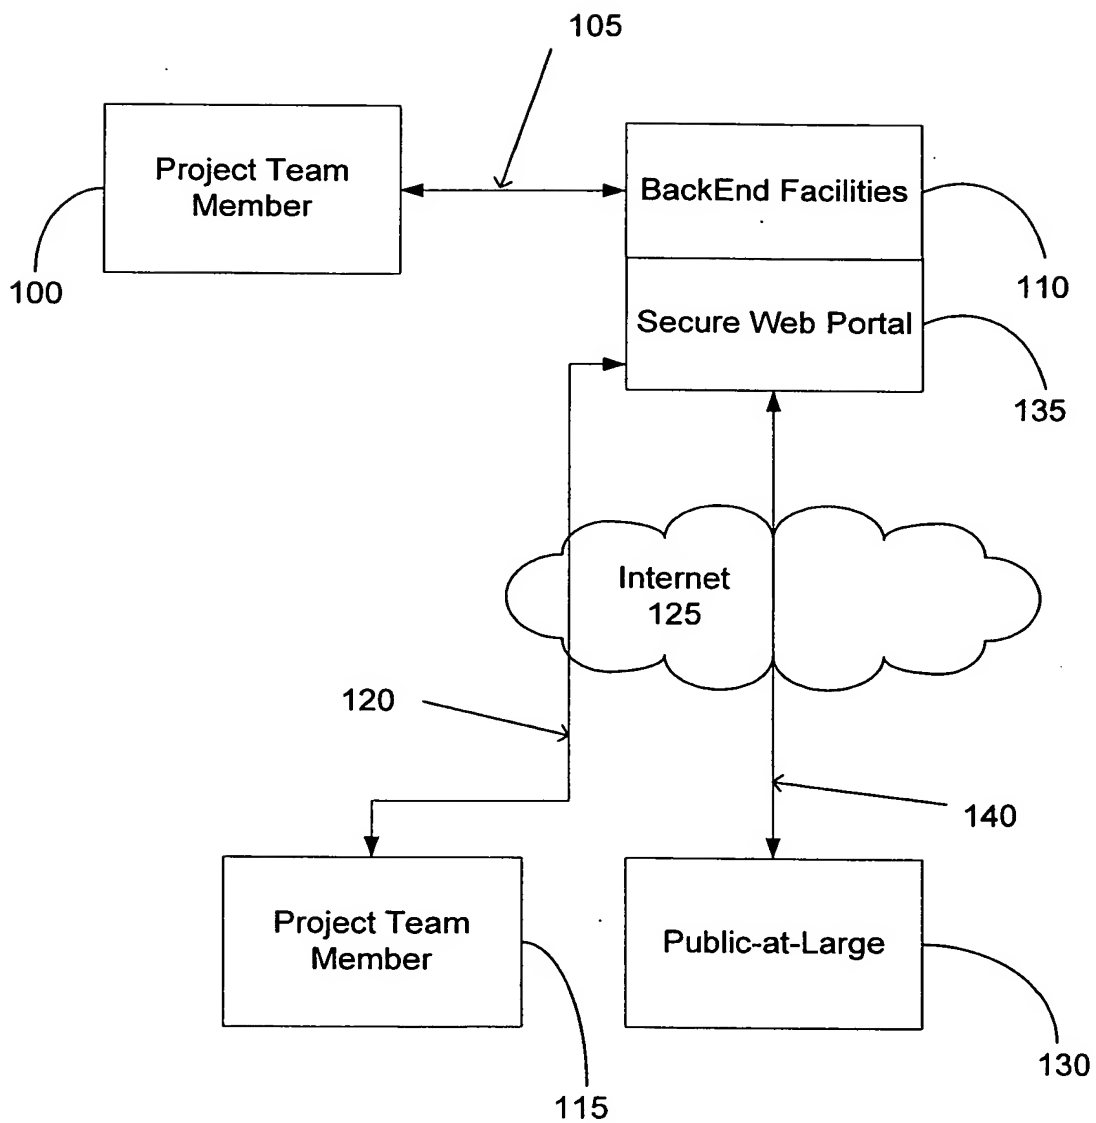 105
Project Team
Member
BackEnd Facilities
100
110
Secure Web Portal
135
Internet
125
120
140
Project Team
Member
Public-at-Large
130
115